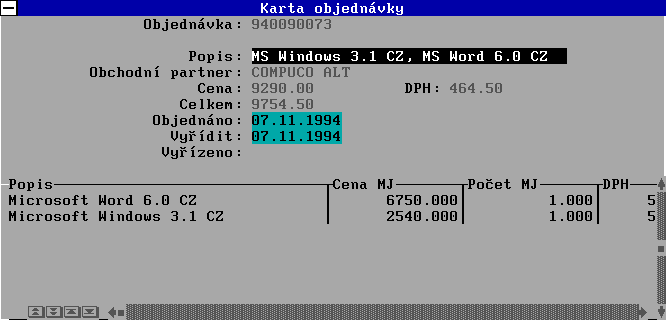 Karta objednávky
Objednávka: 940090073
Popis: MS Windows 3.1 CZ, MS Word 6.0 CZ
Obchodní partner: COMPUCO ALT
Cena: 9290.00 DPH: 464.50
Celkem: 9754.50
Objednáno: 07.11.1994
Vyřídit: 07.11.1994
Vyřízeno:
Popis Cena MJ Počet MJ DPH
Microsoft Word 6.0 CZ 6750.000 1.000 5
Microsoft Windows 3.1 CZ 2540.000 1.000 5